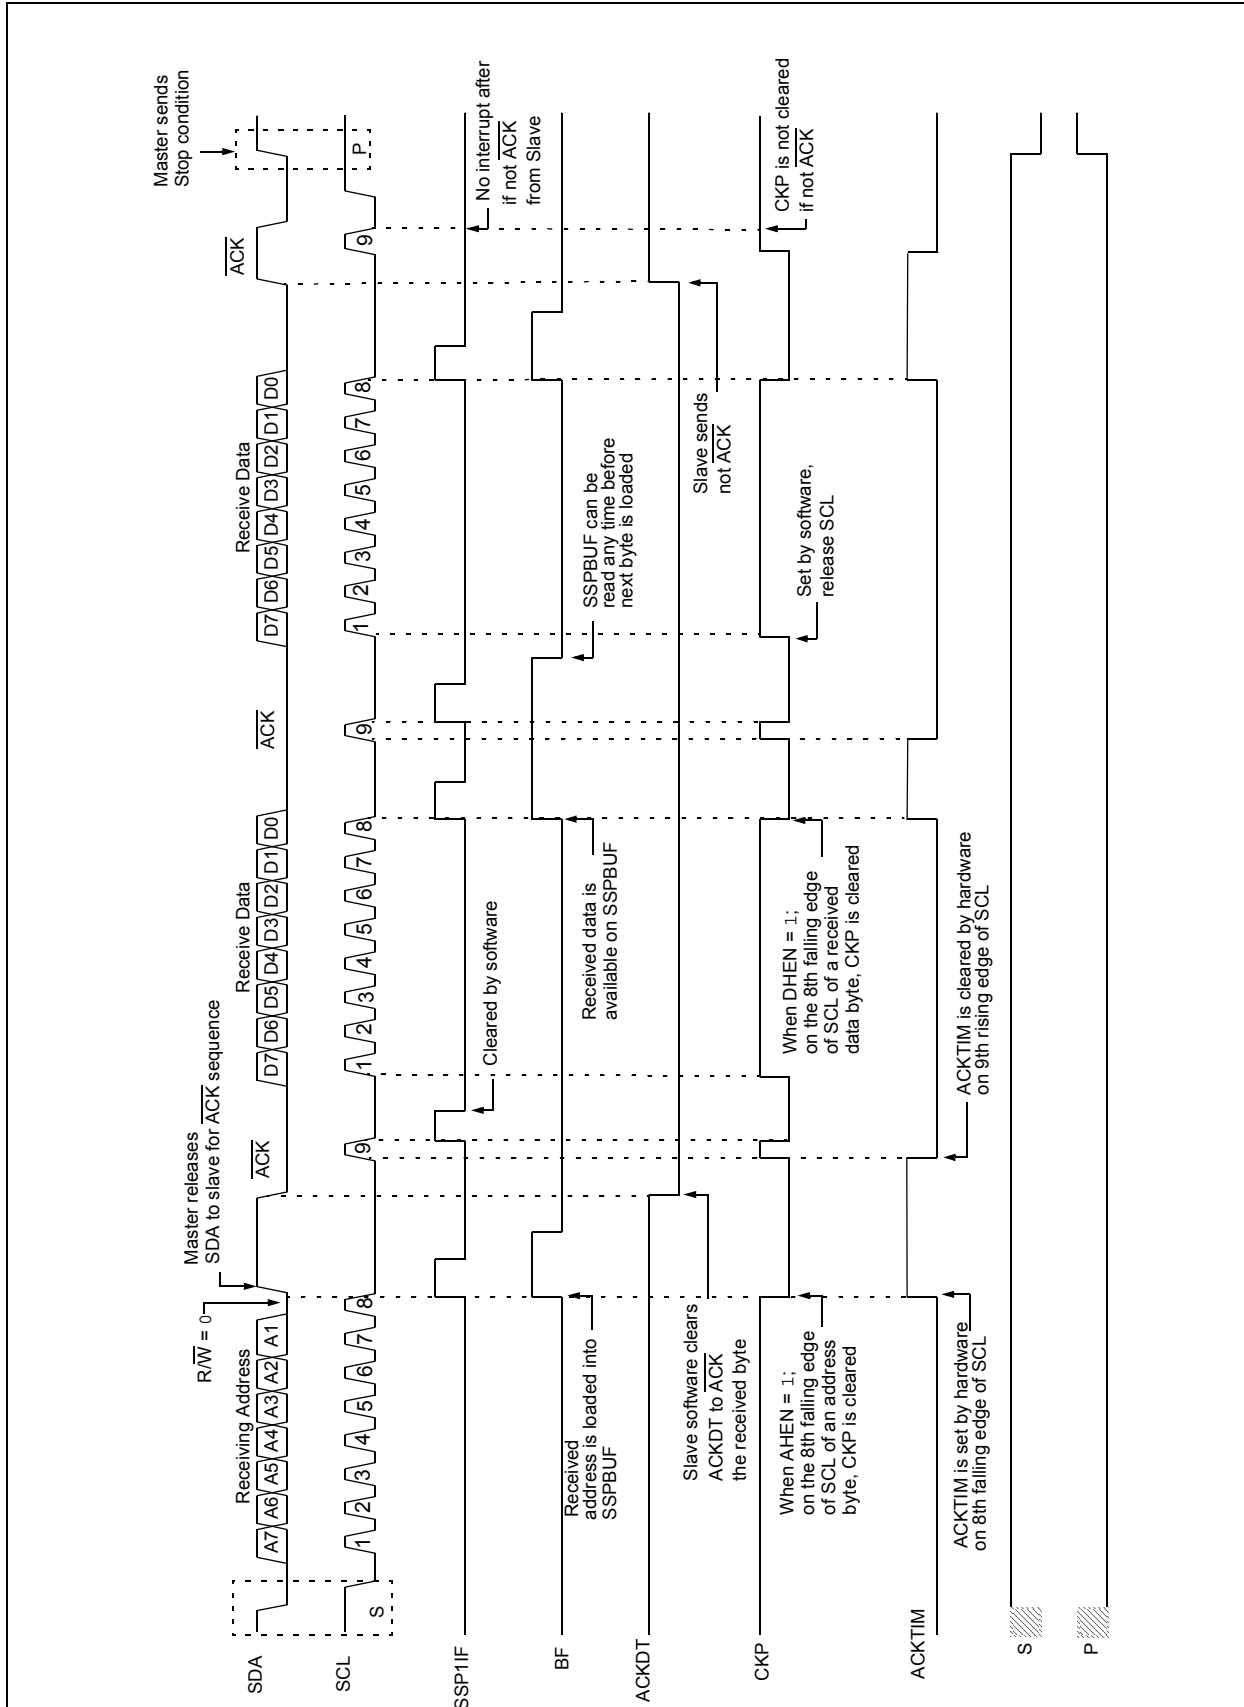 Master sends
Stop condition
Master releases
SDA to slave for ACK sequence
R/W = 0
Receiving Address
Receive Data
Receive Data
ACK
ACK
ACK
SDA
A7 A6 A5 A4 A3 A2 A1
D7 D6 D5 D4 D3 D2 D1 D0
D7 D6 D5 D4 D3 D2 D1 D0
SCL
S
1 2 3 4 5 6 7 8 9
1 2 3 4 5 6 7 8 9
1 2 3 4 5 6 7 8 9
P
SSP1IF
Cleared by software
No interrupt after
if not ACK
from Slave
BF
Received
address is loaded into
SSPBUF
Received data is
available on SSPBUF
SSPBUF can be
read any time before
next byte is loaded
ACKDT
Slave software clears
ACKDT to ACK
the received byte
Slave sends
not ACK
CKP
When AHEN = 1;
on the 8th falling edge
of SCL of an address
byte, CKP is cleared
When DHEN = 1;
on the 8th falling edge
of SCL of a received
data byte, CKP is cleared
Set by software,
release SCL
CKP is not cleared
if not ACK
ACKTIM
ACKTIM is set by hardware
on 8th falling edge of SCL
ACKTIM is cleared by hardware
on 9th rising edge of SCL
S
P